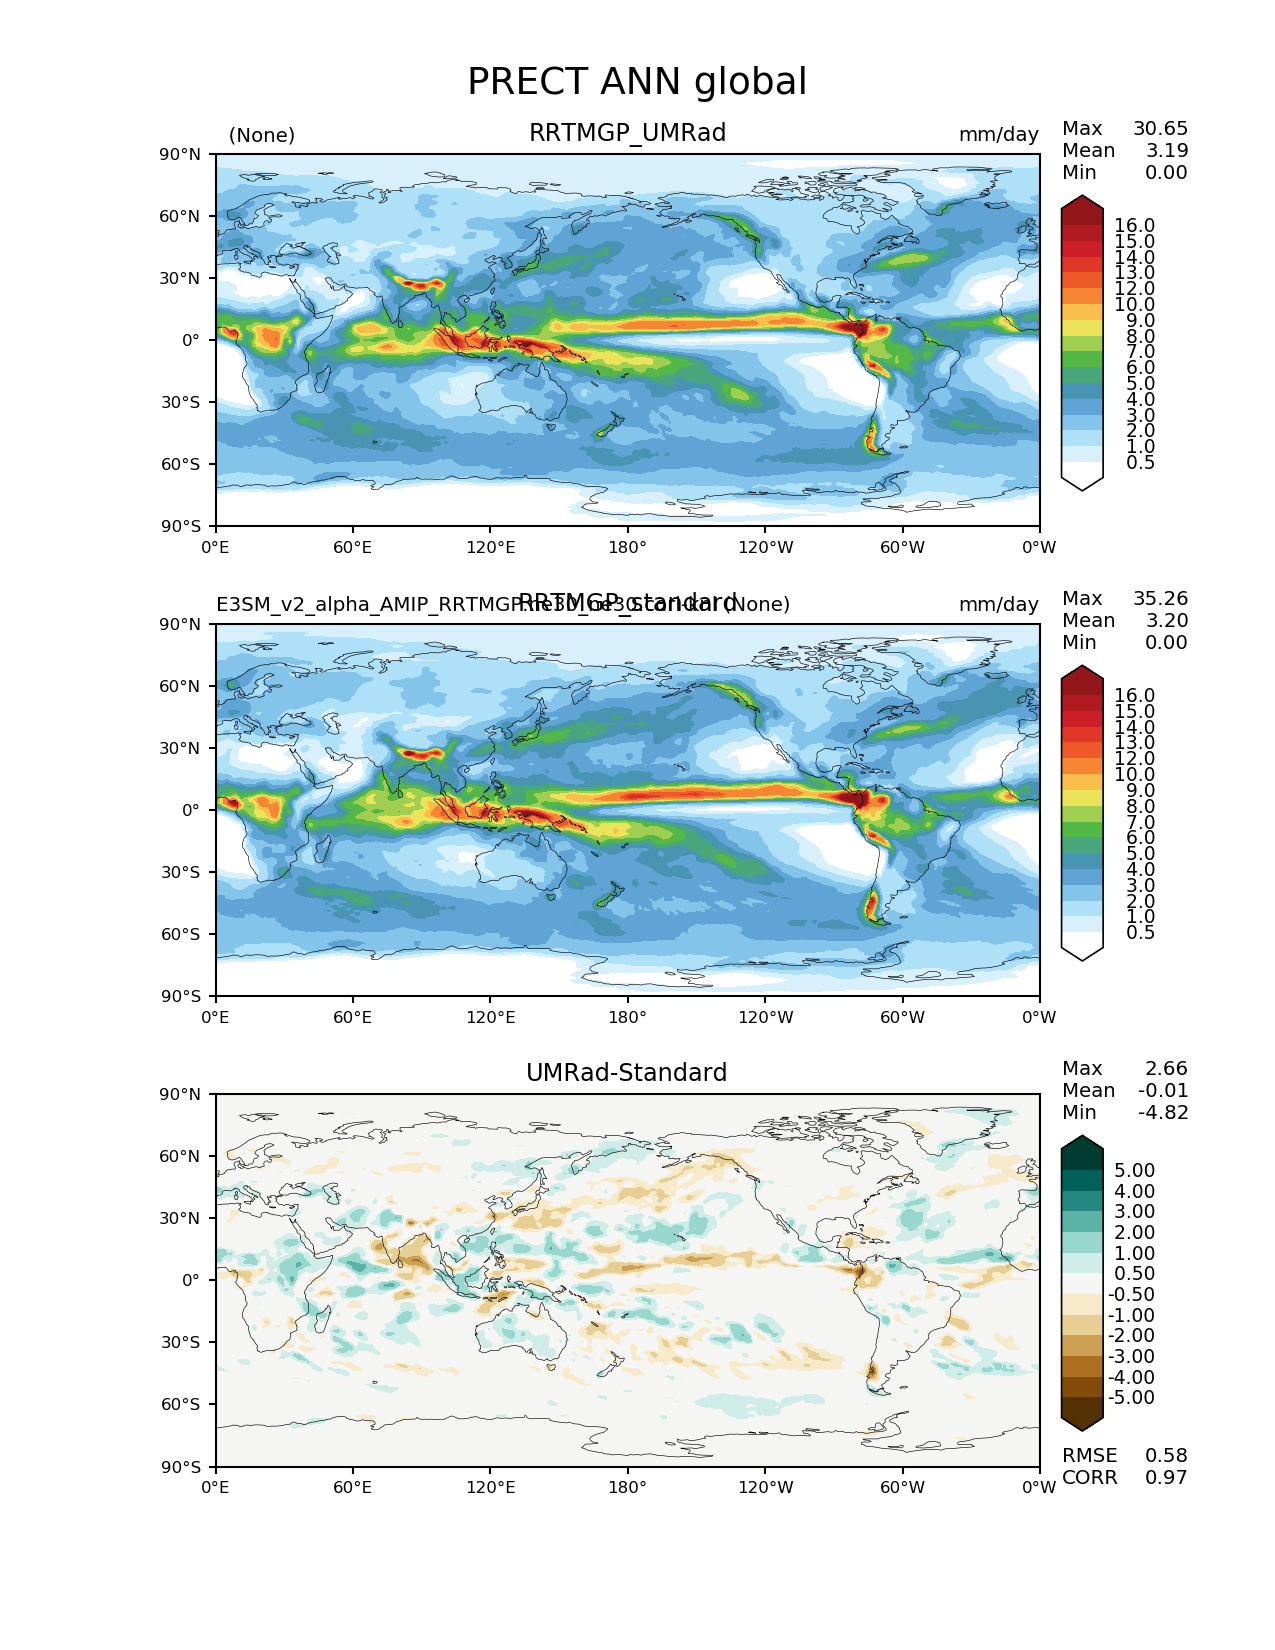 PRECT ANN global
(None) RRTMGP_UMRad mm/day
Max 30.65
Mean 3.19
Min 0.00
90°N
60°N
30°N
0°
30°S
60°S
90°S
0°E 60°E 120°E 180° 120°W 60°W 0°W
16.0
15.0
14.0
13.0
12.0
10.0
9.0
8.0
7.0
6.0
5.0
4.0
3.0
2.0
1.0
0.5
E3SM_v2_alpha_AMIP_RRTMGP (None)
RRTMGP_standard
mm/day
Max 35.26
Mean 3.20
Min 0.00
90°N
60°N
30°N
0°
30°S
60°S
90°S
0°E 60°E 120°E 180° 120°W 60°W 0°W
16.0
15.0
14.0
13.0
12.0
10.0
9.0
8.0
7.0
6.0
5.0
4.0
3.0
2.0
1.0
0.5
UMRad-Standard
Max 2.66
Mean -0.01
Min -4.82
90°N
60°N
30°N
0°
30°S
60°S
90°S
0°E 60°E 120°E 180° 120°W 60°W 0°W
5.00
4.00
3.00
2.00
1.00
0.50
-0.50
-1.00
-2.00
-3.00
-4.00
-5.00
RMSE 0.58
CORR 0.97